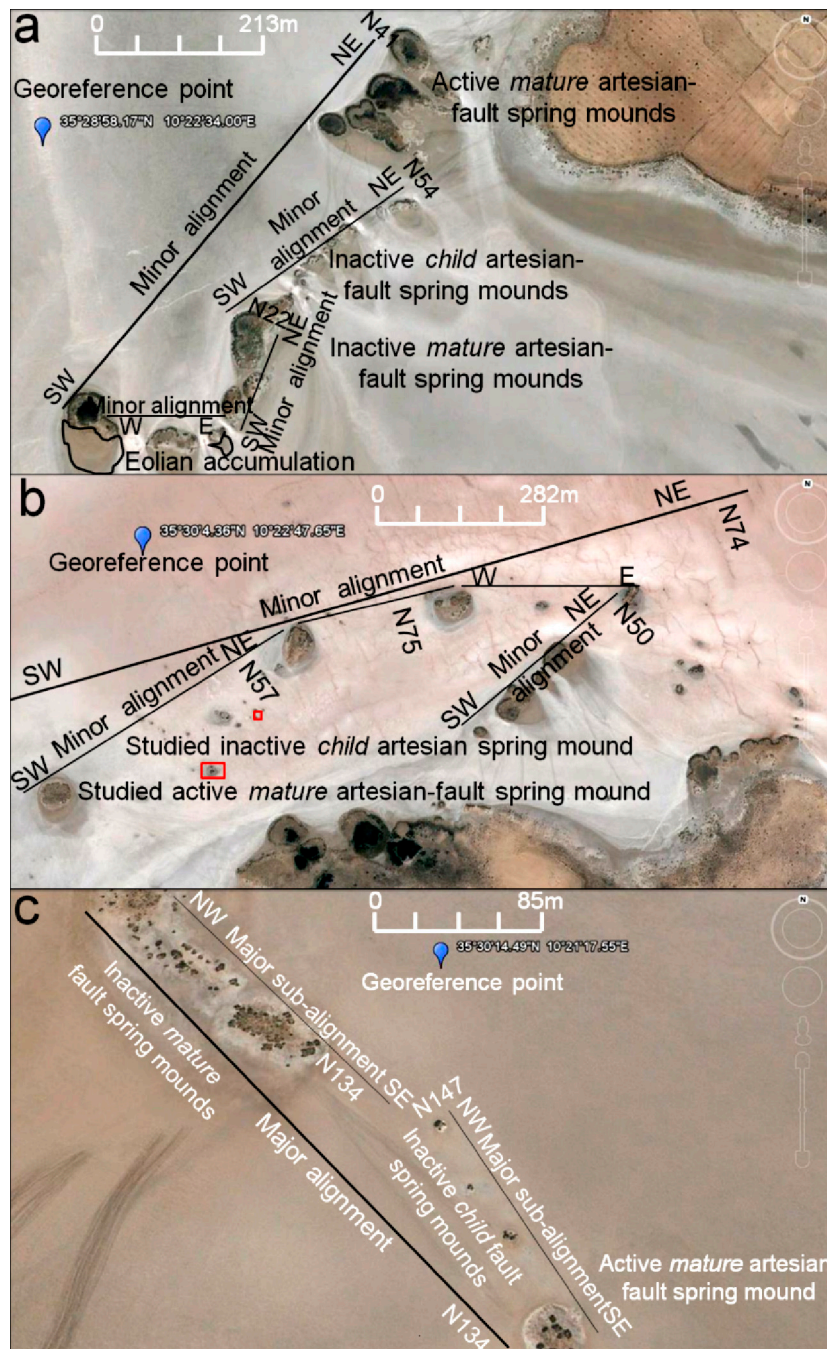 a
0 213m
N41
NE
Georeference point
35°28'58.17"N 10°22'34.00"E
Active mature artesian-
fault spring mounds
Minor alignment
SW
N54
NE
Minor
alignment
SW
Inactive child artesian-
fault spring mounds
N22
NE
Minor alignment
SW
Inactive mature artesian-
fault spring mounds
Minor alignment
W E
Eolian accumulation
b
0 282m
N
35°30'4.36"N 10°22'47.65"E
Georeference point
NE
N74
Minor alignment
SW
W E
N75
NE
N50
Minor
alignment
SW
NE
N57
Minor alignment
SW
Studied inactive child artesian spring mound
Studied active mature artesian-fault spring mound
c
0 85m
N
35°30'14.49"N 10°21'17.55"E
Georeference point
NW Major sub-alignment SE
N134
Inactive mature
fault spring mounds
Major alignment
N134
N147
NW Major sub-alignment SE
Inactive child fault
spring mounds
Active mature artesian
fault spring mound
N